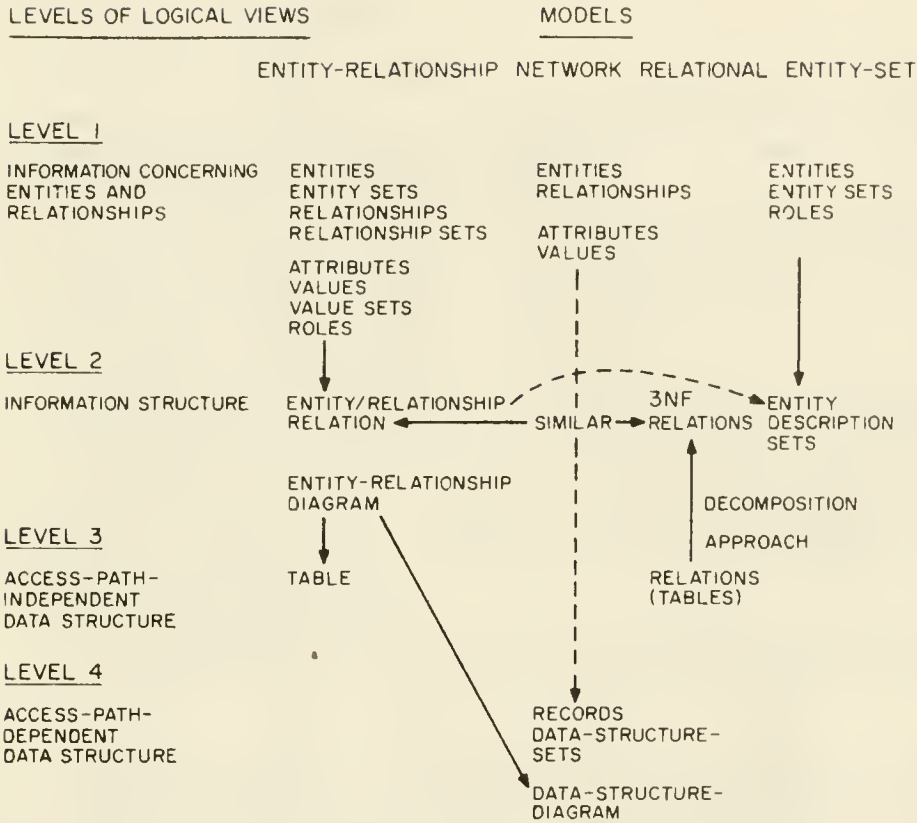 LEVELS OF LOGICAL VIEWS
MODELS
ENTITY-RELATIONSHIP NETWORK RELATIONAL ENTITY-SET
LEVEL 1
INFORMATION CONCERNING
ENTITIES AND
RELATIONSHIPS
ENTITIES
ENTITY SETS
RELATIONSHIPS
RELATIONSHIP SETS
ATTRIBUTES
VALUES
VALUE SETS
ROLES
ENTITIES
RELATIONSHIPS
ATTRIBUTES
VALUES
ENTITIES
ENTITY SETS
ROLES
LEVEL 2
INFORMATION STRUCTURE
ENTITY/RELATIONSHIP
RELATION
SIMILAR
3NF
RELATIONS
ENTITY
DESCRIPTION
SETS
ENTITY-RELATIONSHIP
DIAGRAM
DECOMPOSITION
APPROACH
LEVEL 3
ACCESS-PATH-
INDEPENDENT
DATA STRUCTURE
TABLE
RELATIONS
(TABLES)
LEVEL 4
ACCESS-PATH-
DEPENDENT
DATA STRUCTURE
RECORDS
DATA-STRUCTURE-
SETS
DATA-STRUCTURE-
DIAGRAM